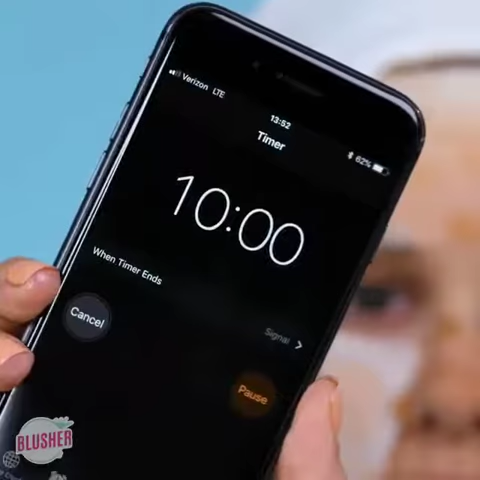 Verizon LTE
13:52
62%
Timer
10:00
When Timer Ends
Signal
Cancel
Pause
BLUSHER